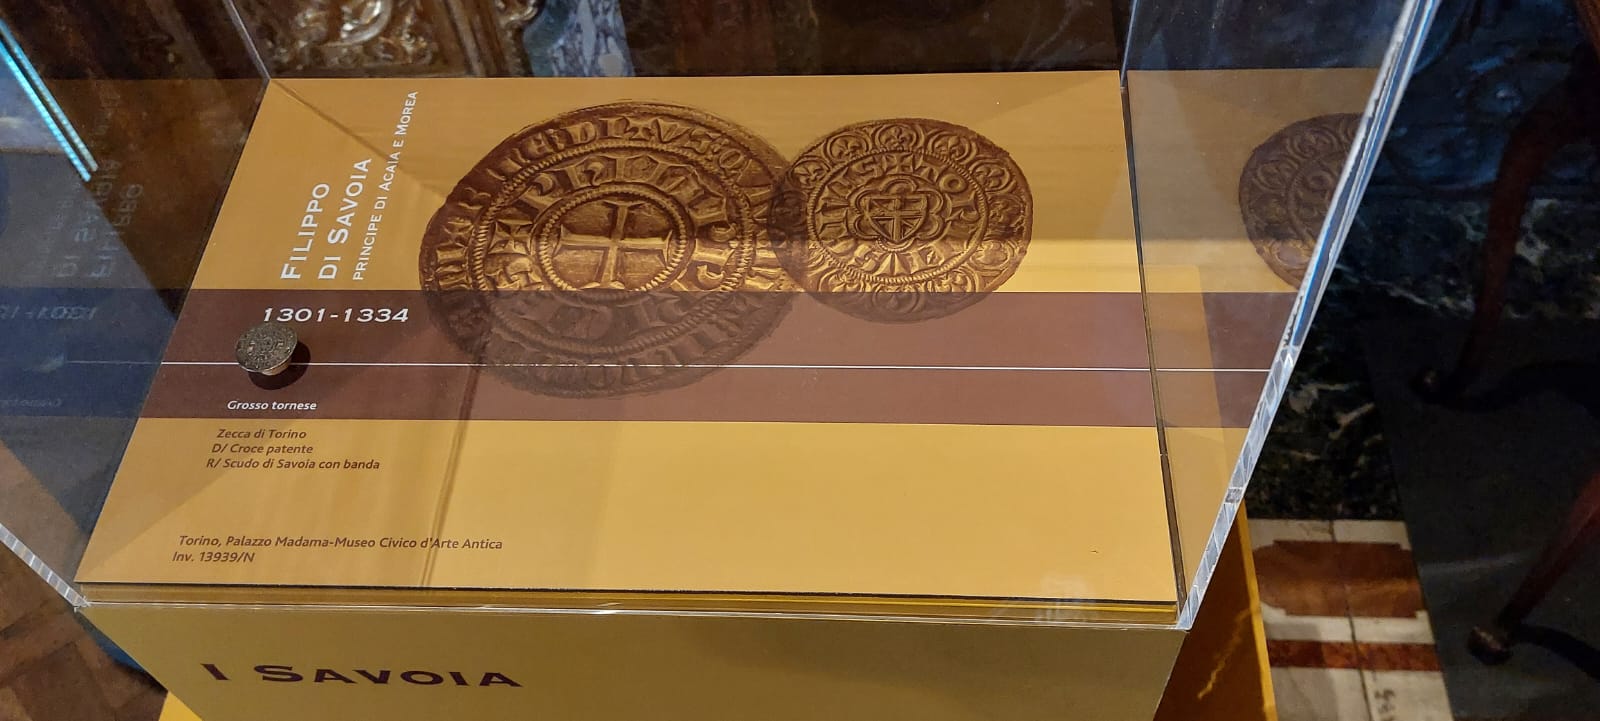 FILIPPO
DI SAVOIA
PRINCIPE DI ACAIA E MOREA
1301-1334
Grosso tornese
Zecca di Torino
D/ Croce patente
R/ Scudo di Savoia con banda
Torino, Palazzo Madama-Museo Civico d'Arte Antica
Inv. 13939/N
I SAVOIA